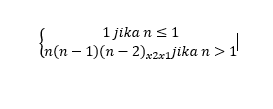 1 jika n ≤ 1
n(n − 1)(n − 2)x2x1jika n > 1